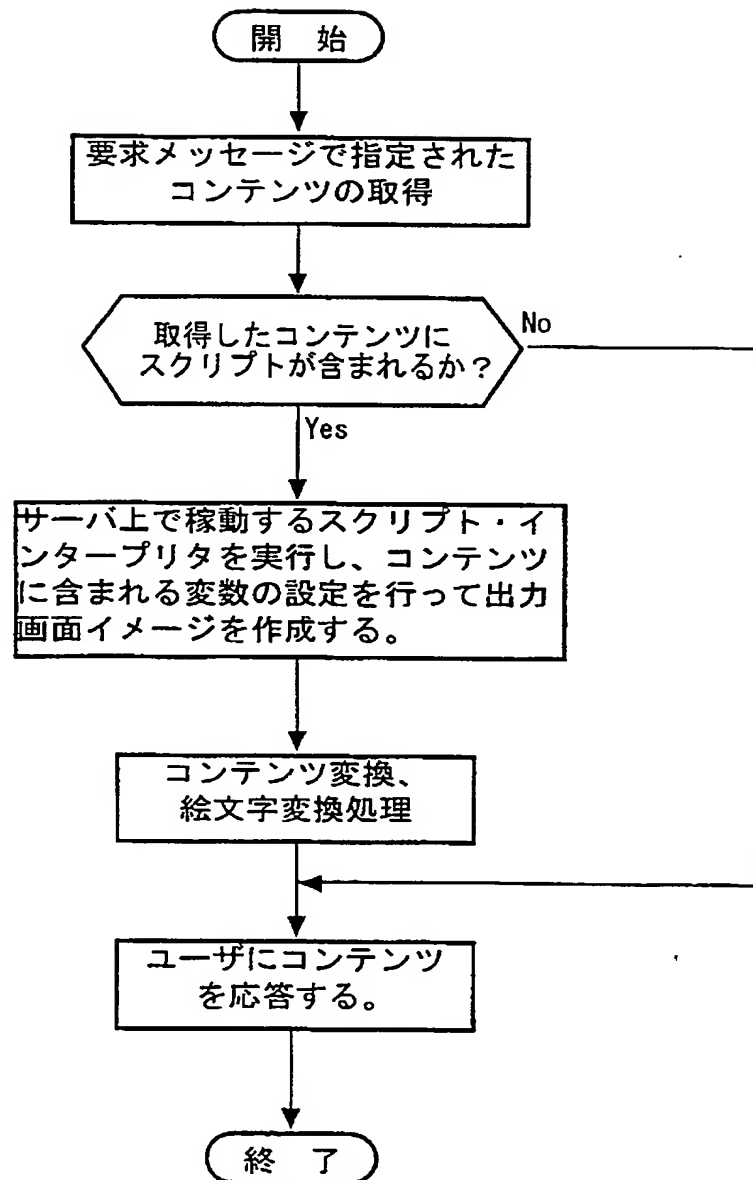 開　始
要求メッセージで指定された
コンテンツの取得
取得したコンテンツに
スクリプトが含まれるか？
No
Yes
サーバ上で稼動するスクリプト・イ
ンタープリタを実行し、コンテンツ
に含まれる変数の設定を行って出力
画面イメージを作成する。
コンテンツ変換、
絵文字変換処理
ユーザにコンテンツ
を応答する。
終　了